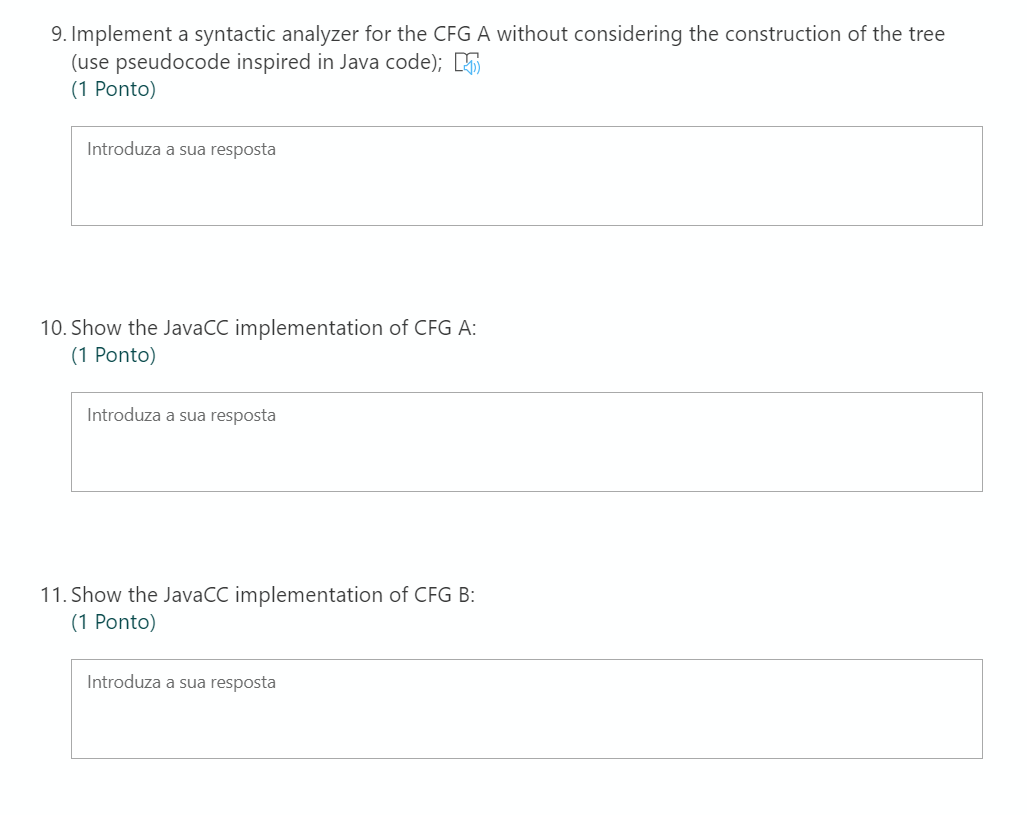 9. Implement a syntactic analyzer for the CFG A without considering the construction of the tree
(use pseudocode inspired in Java code);
(1 Ponto)
Introduza a sua resposta
10. Show the JavaCC implementation of CFG A:
(1 Ponto)
Introduza a sua resposta
11. Show the JavaCC implementation of CFG B:
(1 Ponto)
Introduza a sua resposta